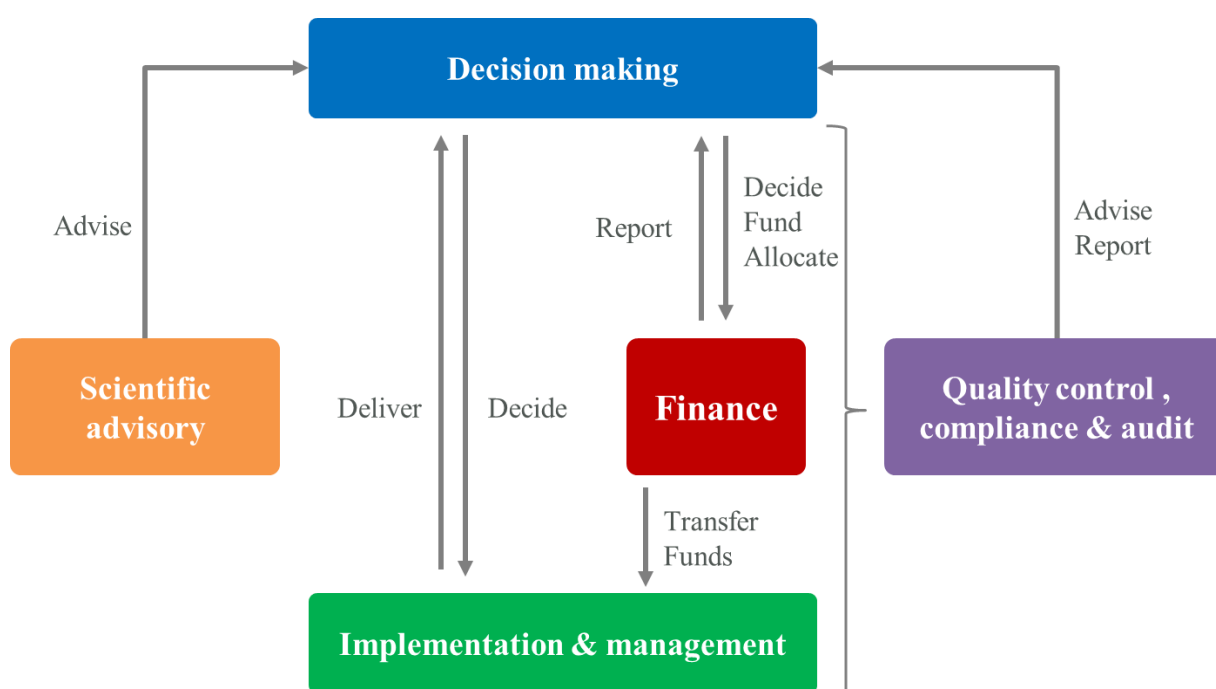 Decision making
Advise
Report
Decide
Fund
Allocate
Advise
Report
Scientific
advisory
Deliver
Decide
Finance
Quality control ,
compliance & audit
Transfer
Funds
Implementation & management